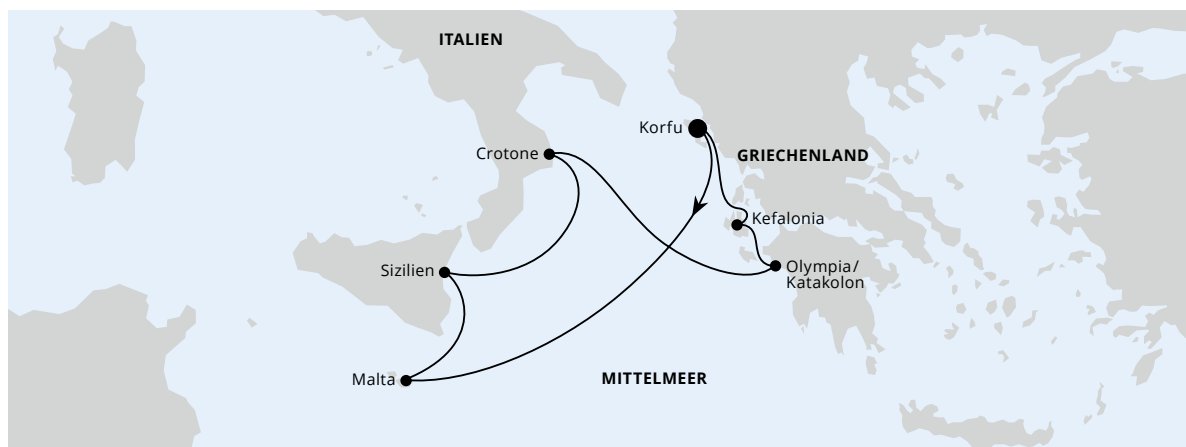 ITALIEN
Korfu
Crotone
GRIECHENLAND
Kefalonia
Sizilien
Olympia/
Katakolon
Malta
MITTELMEER